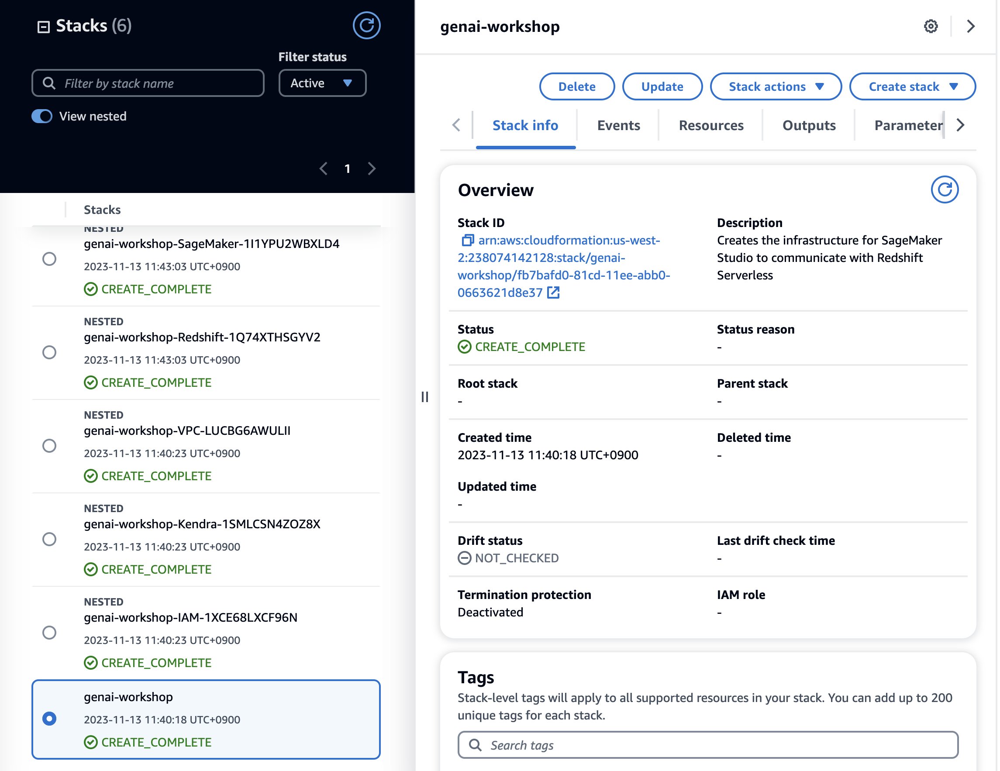 Stacks (6)
Filter status
Filter by stack name
Active
View nested
1
Stacks
NESTED
genai-workshop-SageMaker-1I1YPU2WBXLD4
2023-11-13 11:43:03 UTC+0900
CREATE_COMPLETE
NESTED
genai-workshop-Redshift-1Q74XTHSGYV2
2023-11-13 11:43:03 UTC+0900
CREATE_COMPLETE
NESTED
genai-workshop-VPC-LUCBG6AWULII
2023-11-13 11:40:23 UTC+0900
CREATE_COMPLETE
NESTED
genai-workshop-Kendra-1SMLCSN4ZOZ8X
2023-11-13 11:40:23 UTC+0900
CREATE_COMPLETE
NESTED
genai-workshop-IAM-1XCE68LXCF96N
2023-11-13 11:40:23 UTC+0900
CREATE_COMPLETE
genai-workshop
2023-11-13 11:40:18 UTC+0900
CREATE_COMPLETE
genai-workshop
Delete Update Stack actions Create stack
Stack info Events Resources Outputs Parameter
Overview
Stack ID
arn:aws:cloudformation:us-west-
2:238074142128:stack/genai-
workshop/fb7bafd0-81cd-11ee-abb0-
0663621d8e37
Description
Creates the infrastructure for SageMaker
Studio to communicate with Redshift
Serverless
Status
CREATE_COMPLETE
Status reason
-
Root stack
-
Parent stack
-
Created time
2023-11-13 11:40:18 UTC+0900
Deleted time
-
Updated time
-
Drift status
NOT_CHECKED
Last drift check time
-
Termination protection
Deactivated
IAM role
-
Tags
Stack-level tags will apply to all supported resources in your stack. You can add up to 200
unique tags for each stack.
Search tags